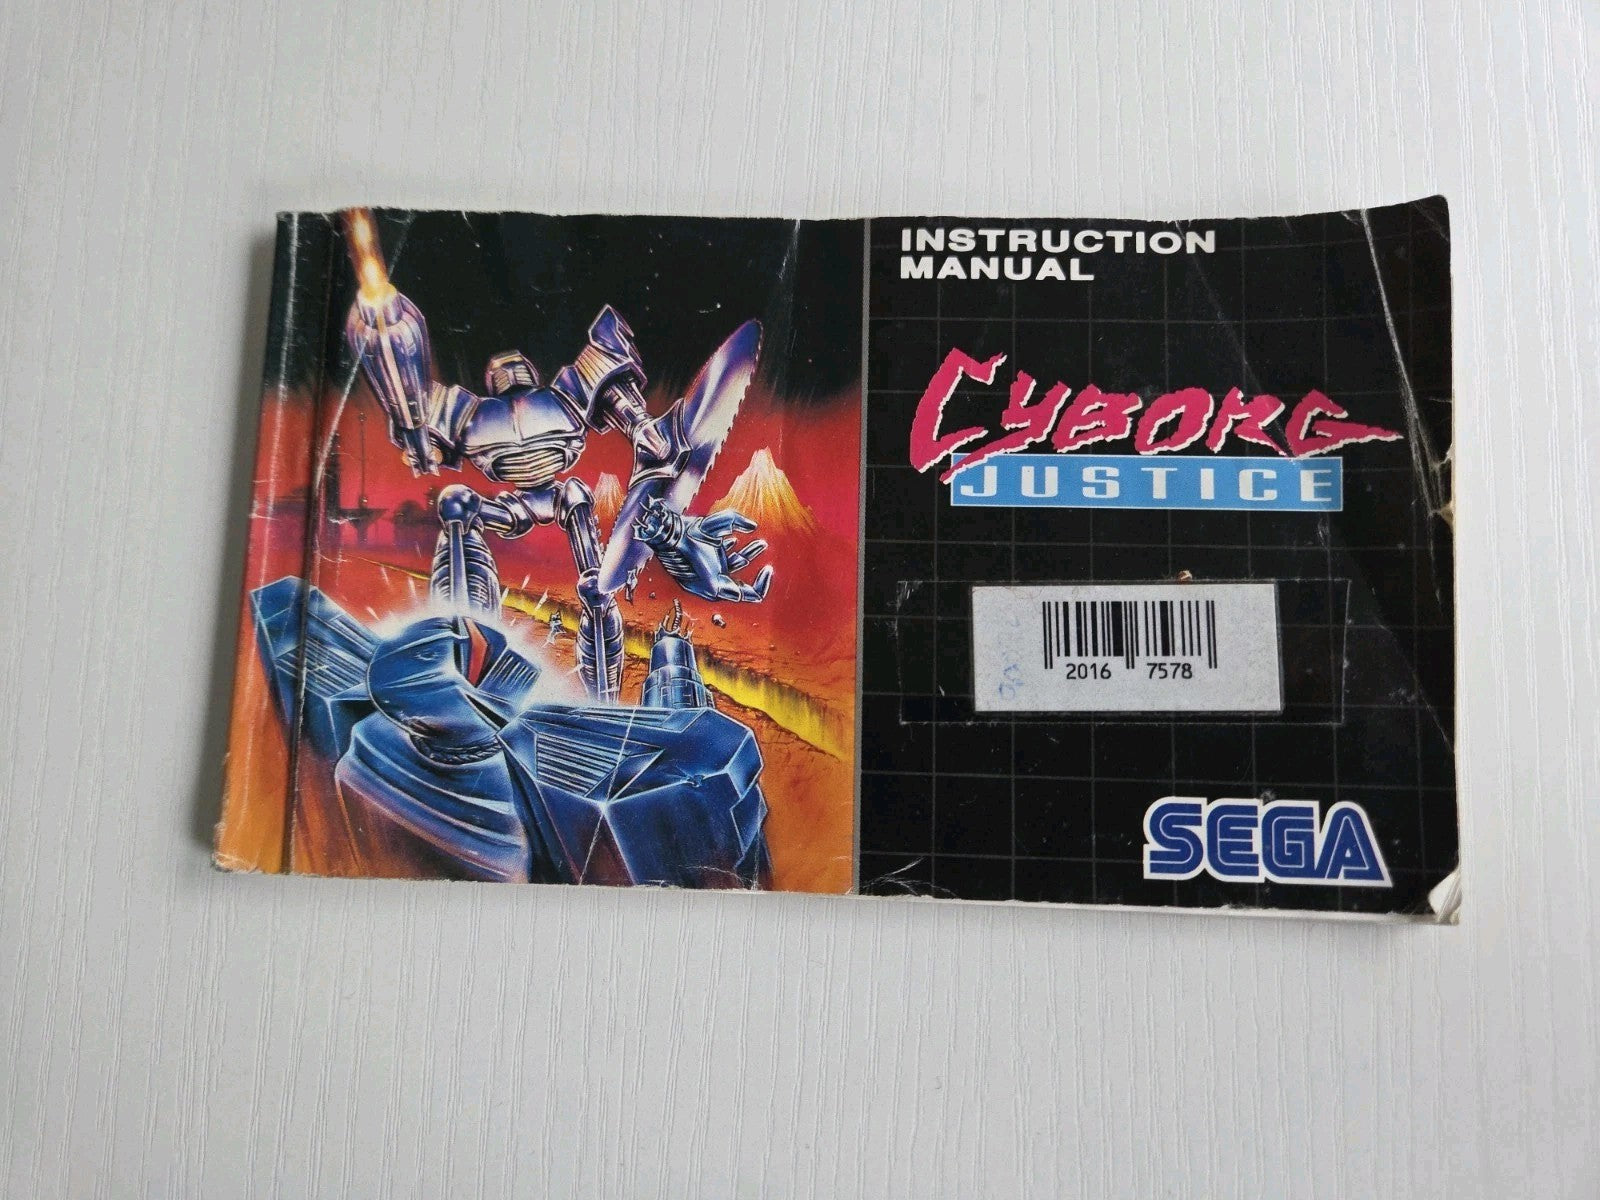 INSTRUCTION
MANUAL
CYBORG
JUSTICE
2016 7578
SEGA